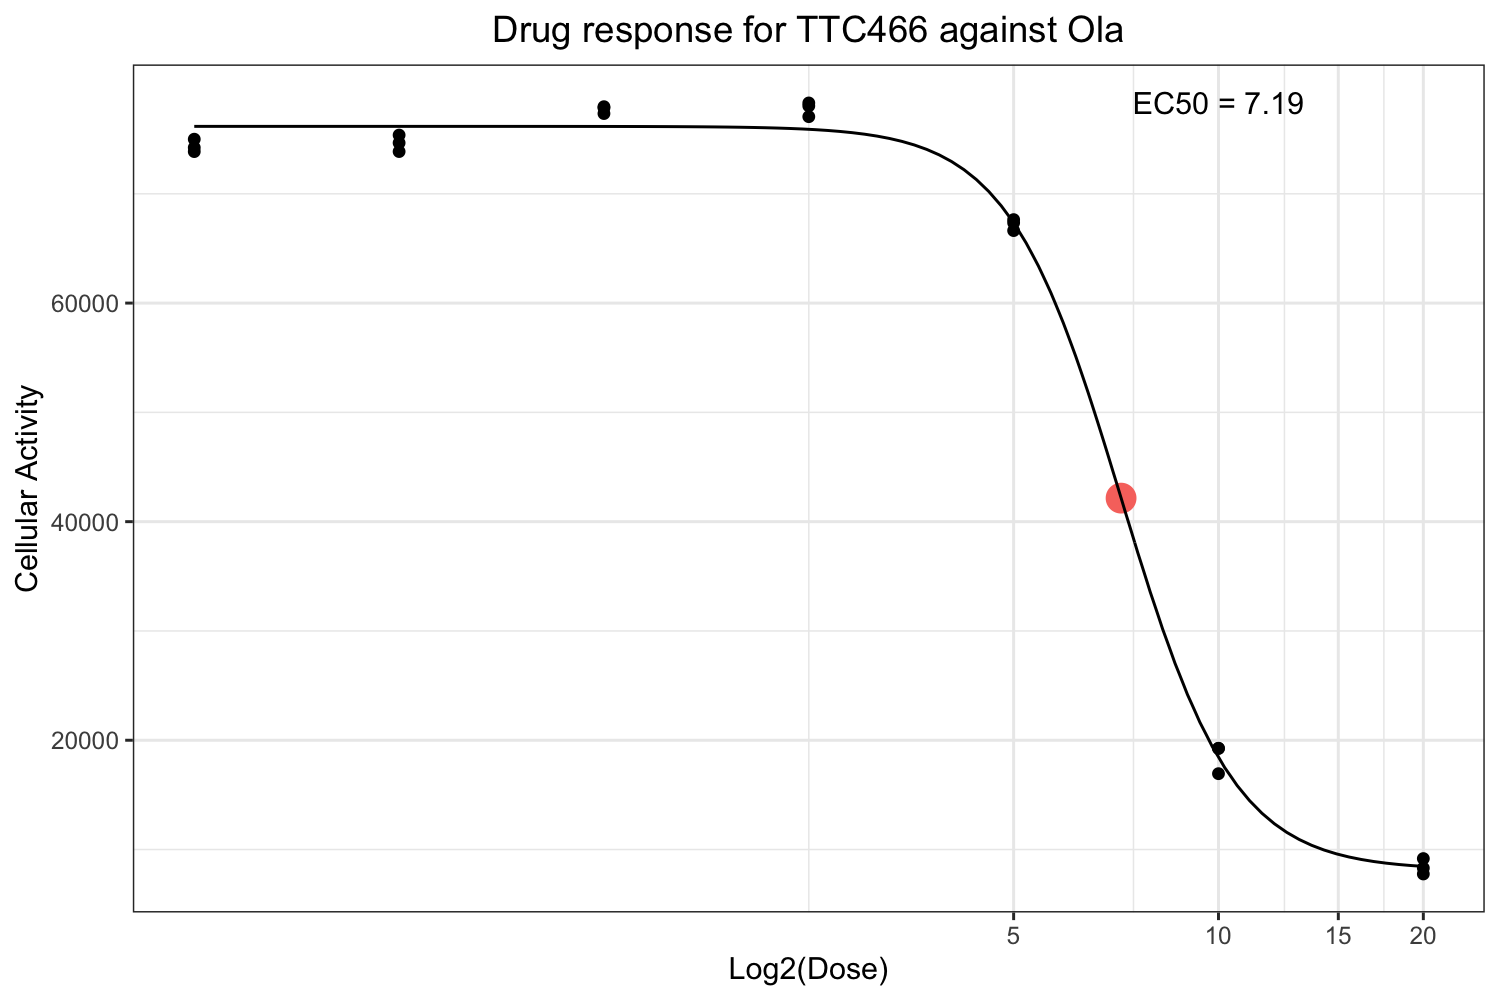 Drug response for TTC466 against Ola
EC50 = 7.19
60000
40000
20000
Cellular Activity
5 10 15 20
Log2(Dose)